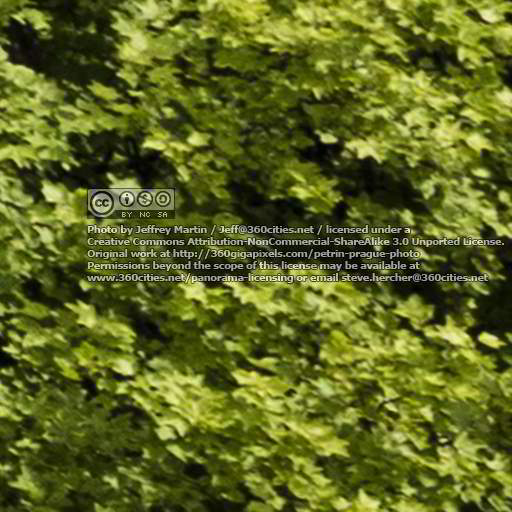 cc
BY NC SA
Photo by Jeffrey Martin / Jeff@360cities.net / licensed under a
Creative Commons Attribution-NonCommercial-ShareAlike 3.0 Unported License.
Original work at http://360gigapixels.com/petrin-prague-photo
Permissions beyond the scope of this license may be available at
www.360cities.net/panorama-licensing or email steve.hercher@360cities.net